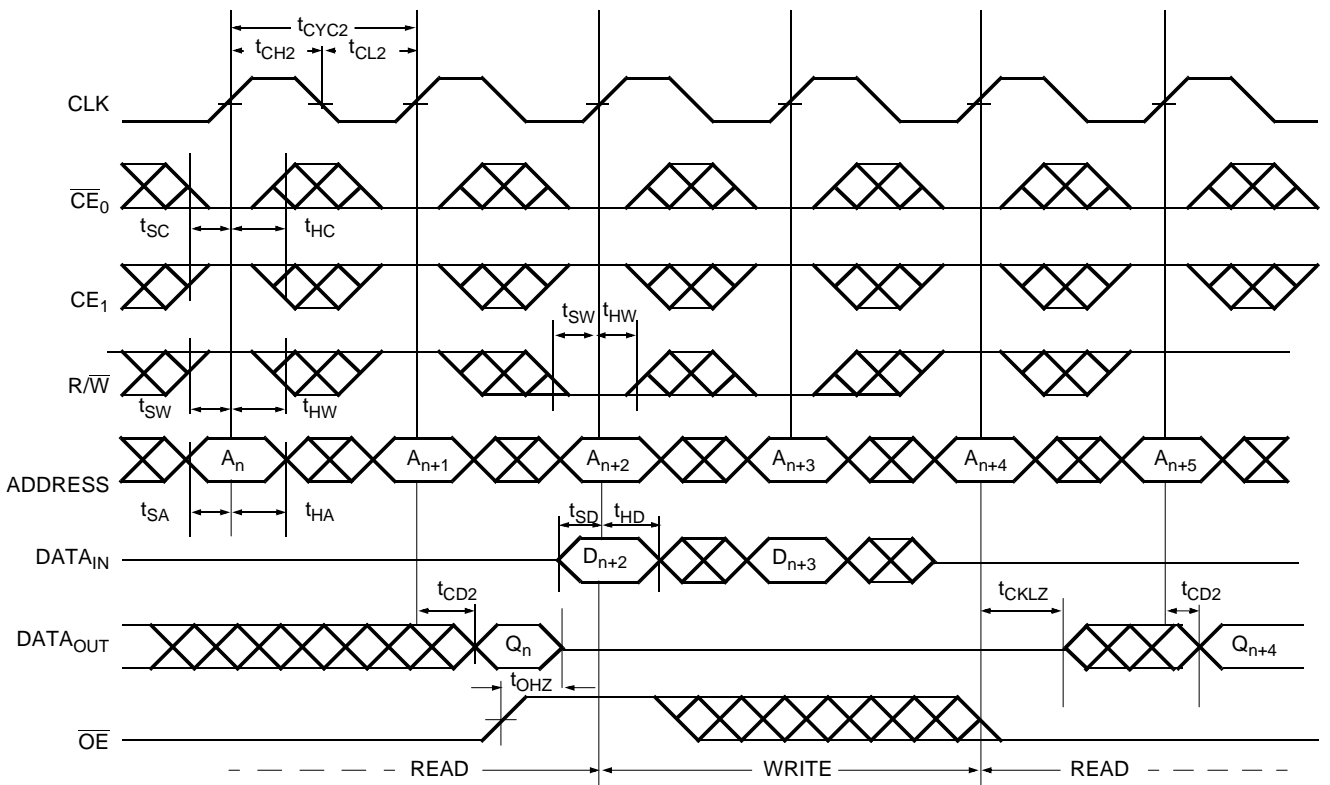 tCYC2
tCH2 tCL2
CLK
CE0
tSC tHC
CE1
tSW tHW
R/W
tSW tHW
An An+1 An+2 An+3 An+4 An+5
ADDRESS
tSA tHA tSD tHD
DATAIN Dn+2 Dn+3
tCD2 tCKLZ tCD2
DATAOUT Qn Qn+4
tOHZ
OE
READ WRITE READ